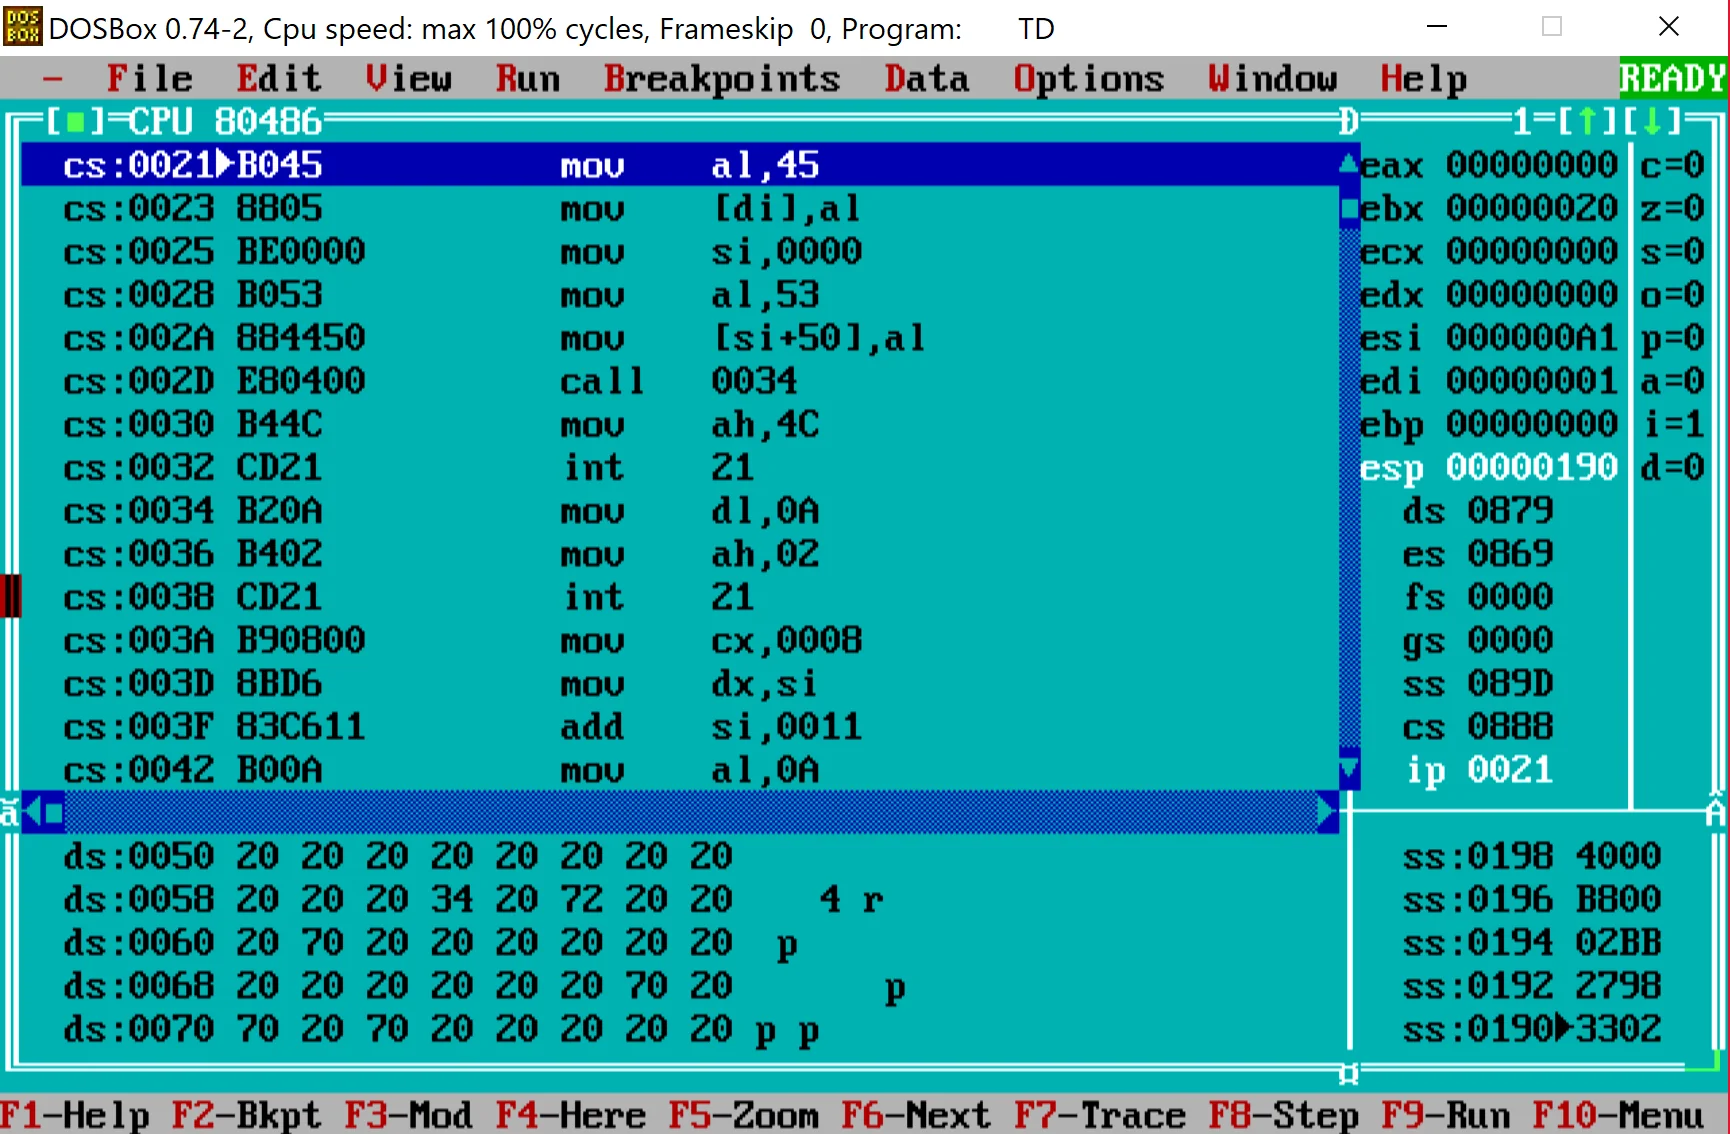 DOSBox 0.74-2, Cpu speed: max 100% cycles, Frameskip 0, Program: TD
- File Edit View Run Breakpoints Data Options Window Help READY
[■]=CPU 80486 Đ 1=[↑][↓]
cs:0021►B045 mov al,45 eax 00000000 c=0
cs:0023 8805 mov [di],al ebx 00000020 z=0
cs:0025 BE0000 mov si,0000 ecx 00000000 s=0
cs:0028 B053 mov al,53 edx 00000000 o=0
cs:002A 884450 mov [si+50],al esi 000000A1 p=0
cs:002D E80400 call 0034 edi 00000001 a=0
cs:0030 B44C mov ah,4C ebp 00000000 i=1
cs:0032 CD21 int 21 esp 00000190 d=0
cs:0034 B20A mov dl,0A ds 0879
cs:0036 B402 mov ah,02 es 0869
cs:0038 CD21 int 21 fs 0000
cs:003A B90800 mov cx,0008 gs 0000
cs:003D 8BD6 mov dx,si ss 089D
cs:003F 83C611 add si,0011 cs 0888
cs:0042 B00A mov al,0A ip 0021
ds:0050 20 20 20 20 20 20 20 20 ss:0198 4000
ds:0058 20 20 20 34 20 72 20 20 4 r ss:0196 B800
ds:0060 20 70 20 20 20 20 20 20 p ss:0194 02BB
ds:0068 20 20 20 20 20 20 70 20 p ss:0192 2798
ds:0070 70 20 70 20 20 20 20 20 p p ss:0190►3302
F1-Help F2-Bkpt F3-Mod F4-Here F5-Zoom F6-Next F7-Trace F8-Step F9-Run F10-Menu